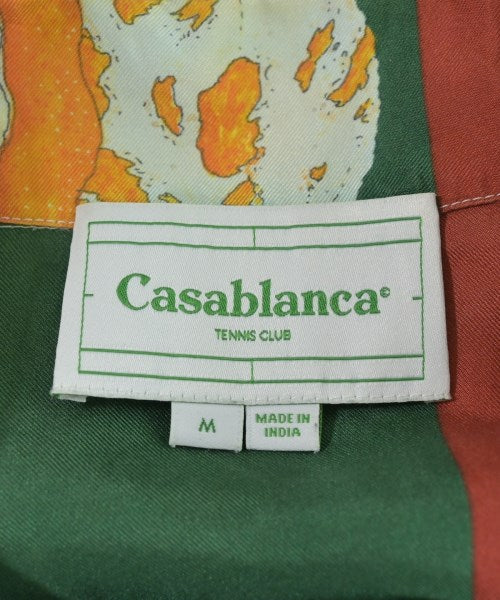 Casablanca©
TENNIS CLUB
M
MADE IN
INDIA